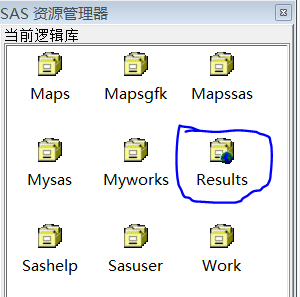 SAS 资源管理器
当前逻辑库
Maps Mapsgfk Mapssas
Mysas Myworks Results
Sashelp Sasuser Work